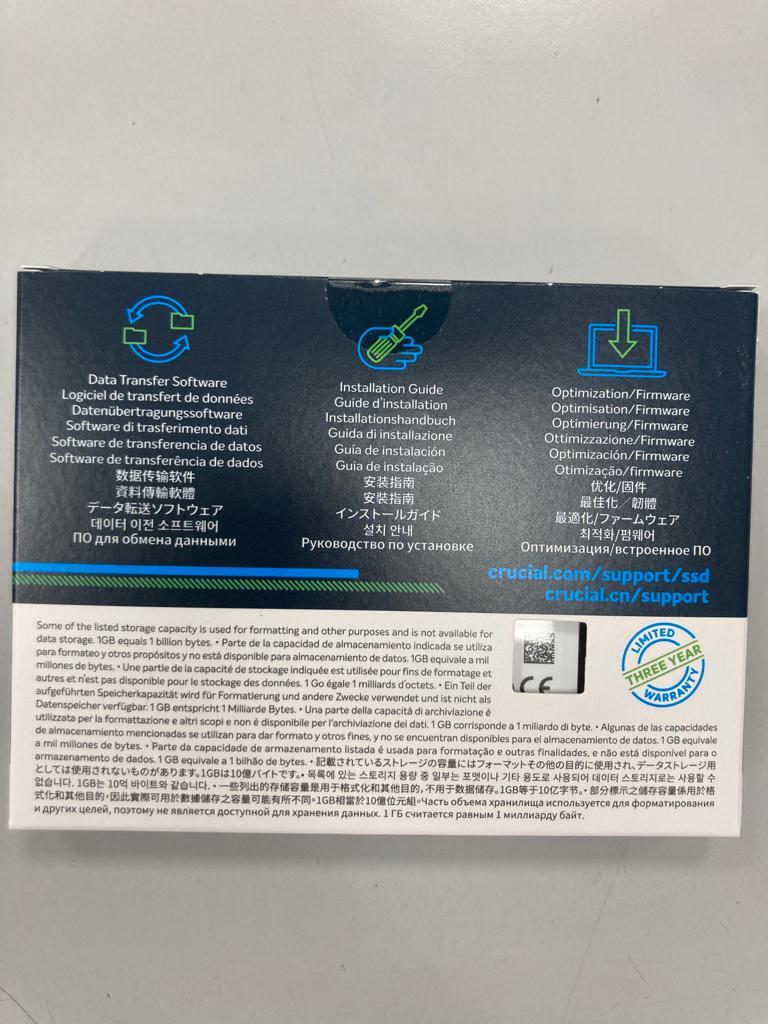 Data Transfer Software
Logiciel de transfert de données
Datenübertragungssoftware
Software di trasferimento dati
Software de transferencia de datos
Software de transferência de dados
数据传输软件
資料傳輸軟體
データ転送ソフトウェア
데이터 이전 소프트웨어
ПО для обмена данными
Installation Guide
Guide d'installation
Installationshandbuch
Guida di installazione
Guía de instalación
Guia de instalação
安装指南
安裝指南
インストールガイド
설치 안내
Руководство по установке
Optimization/Firmware
Optimisation/Firmware
Optimierung/Firmware
Ottimizzazione/Firmware
Optimización/Firmware
Otimização/firmware
优化/固件
最佳化／韌體
最適化/ファームウェア
최적화/펌웨어
Оптимизация/встроенное ПО
crucial.com/support/ssd
crucial.cn/support
Some of the listed storage capacity is used for formatting and other purposes and is not available for
data storage. 1GB equals 1 billion bytes. • Parte de la capacidad de almacenamiento indicada se utiliza
para formateo y otros propósitos y no está disponible para almacenamiento de datos. 1GB equivale a mil
millones de bytes. • Une partie de la capacité de stockage indiquée est utilisée pour fins de formatage et
autres et n'est pas disponible pour le stockage des données. 1 Go égale 1 milliards d'octets. • Ein Teil der
aufgeführten Speicherkapazität wird für Formatierung und andere Zwecke verwendet und ist nicht als
Datenspeicher verfügbar. 1 GB entspricht 1 Milliarde Bytes. • Una parte della capacità di archiviazione è
utilizzata per la formattazione e altri scopi e non è disponibile per l'archiviazione dei dati. 1 GB corrisponde a 1 miliardo di byte. • Algunas de las capacidades
de almacenamiento mencionadas se utilizan para dar formato y otros fines, y no se encuentran disponibles para el almacenamiento de datos. 1 GB equivale
a mil millones de bytes. • Parte da capacidade de armazenamento listada é usada para formatação e outras finalidades, e não está disponível para o
armazenamento de dados. 1 GB equivale a 1 bilhão de bytes. • 記載されているストレージの容量にはフォーマットその他の目的に使用され、データストレージ用
としては使用されないものがあります。1GBは10億バイトです。• 목록에 있는 스토리지 용량 중 일부는 포맷이나 기타 용도로 사용되어 데이터 스토리지로는 사용할 수
없습니다. 1GB는 10억 바이트와 같습니다. • 一些列出的存储容量是用于格式化和其他目的，不用于数据储存。1GB等于10亿字节。• 部分標示之儲存容量係用於格
式化和其他目的，因此實際可用於數據儲存之容量可能有所不同。1GB相當於10億位元組。•Часть объема хранилища используется для форматирования
и других целей, поэтому не является доступной для хранения данных. 1 ГБ считается равным 1 миллиарду байт.
CE
LIMITED
THREE YEAR
WARRANTY